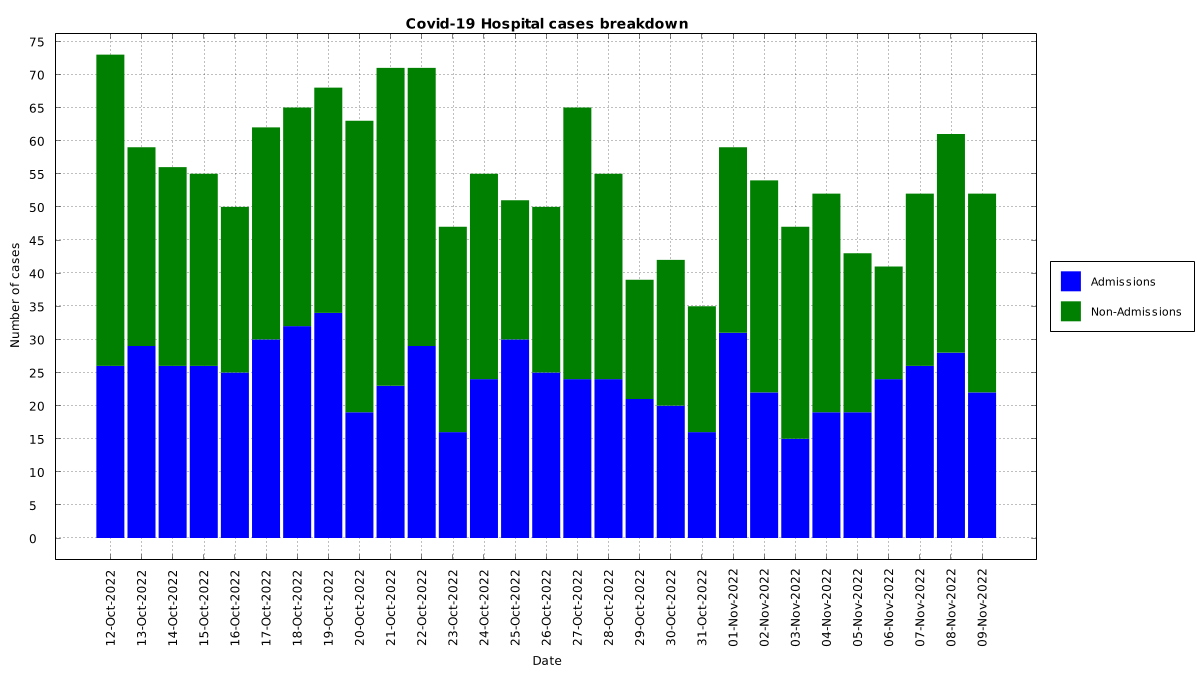 Covid-19 Hospital cases breakdown
75
70
65
60
55
50
45
40
35
30
25
20
15
10
5
0
Number of cases
12-Oct-2022
13-Oct-2022
14-Oct-2022
15-Oct-2022
16-Oct-2022
17-Oct-2022
18-Oct-2022
19-Oct-2022
20-Oct-2022
21-Oct-2022
22-Oct-2022
23-Oct-2022
24-Oct-2022
25-Oct-2022
26-Oct-2022
27-Oct-2022
28-Oct-2022
29-Oct-2022
30-Oct-2022
31-Oct-2022
01-Nov-2022
02-Nov-2022
03-Nov-2022
04-Nov-2022
05-Nov-2022
06-Nov-2022
07-Nov-2022
08-Nov-2022
09-Nov-2022
Date
Admissions
Non-Admissions